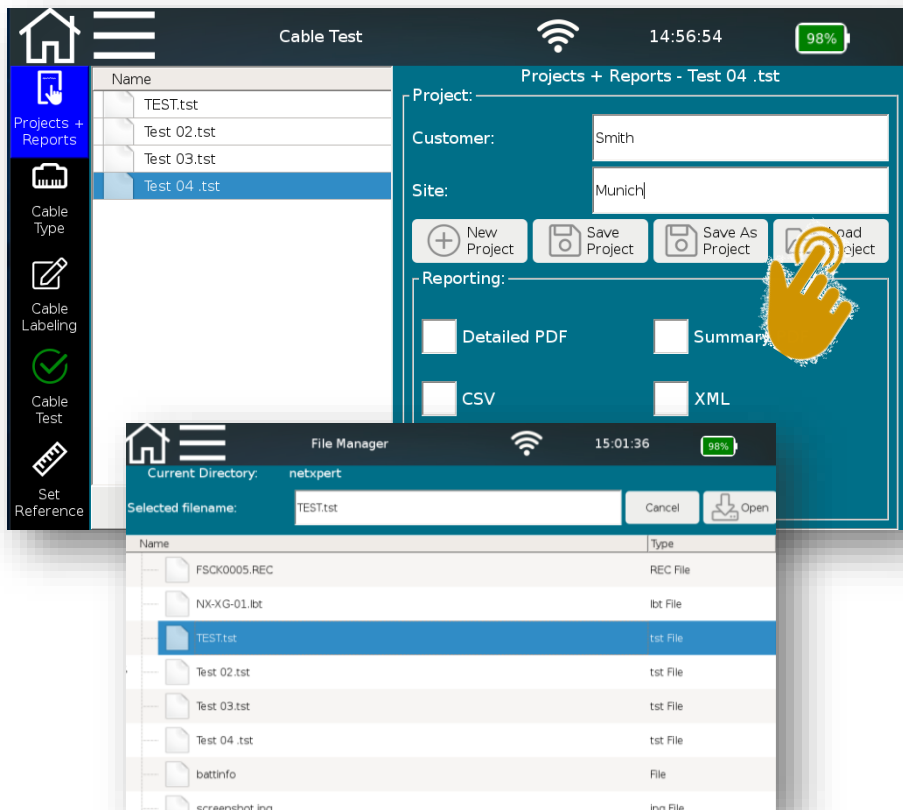 Cable Test
14:56:54
98%
Projects +
Reports
Cable
Type
Cable
Labeling
Cable
Test
Set
Reference
Name
TEST.tst
Test 02.tst
Test 03.tst
Test 04 .tst
Projects + Reports - Test 04 .tst
Project:
Customer:
Smith
Site:
Munich
New
Project
Save
Project
Save As
Project
Reporting:
Detailed PDF
CSV
XML
File Manager
15:01:36
98%
Current Directory:
netxpert
Selected filename:
TEST.tst
Cancel
Open
Name
Type
FSCK0005.REC
REC File
NX-XG-01.lbt
lbt File
TEST.tst
tst File
Test 02.tst
tst File
Test 03.tst
tst File
Test 04 .tst
tst File
battinfo
File